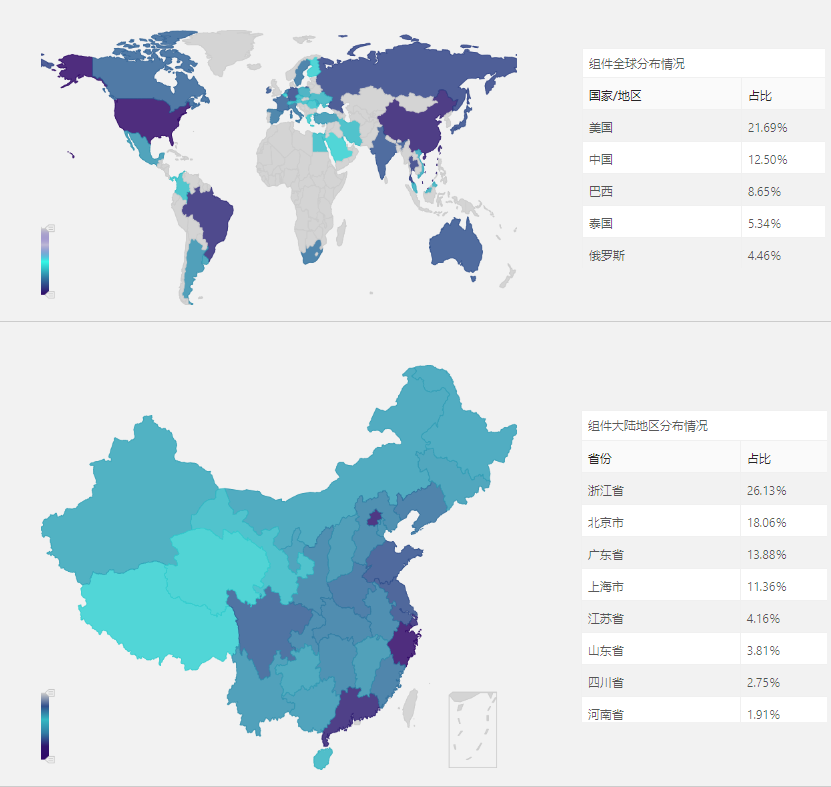 组件全球分布情况
国家/地区 占比
美国 21.69%
中国 12.50%
巴西 8.65%
泰国 5.34%
俄罗斯 4.46%
组件大陆地区分布情况
省份 占比
浙江省 26.13%
北京市 18.06%
广东省 13.88%
上海市 11.36%
江苏省 4.16%
山东省 3.81%
四川省 2.75%
河南省 1.91%